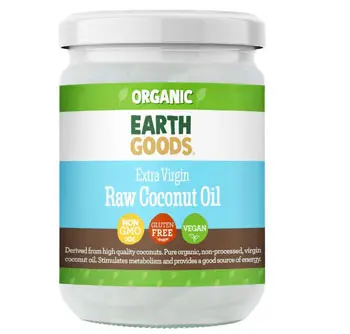 ORGANIC
EARTH
GOODS®
Extra Virgin
Raw Coconut Oil
NON
GMO
GLUTEN
FREE
VEGAN
Derived from high quality coconuts. Pure organic, non-processed, virgin
coconut oil. Stimulates metabolism and provides a good source of energy.